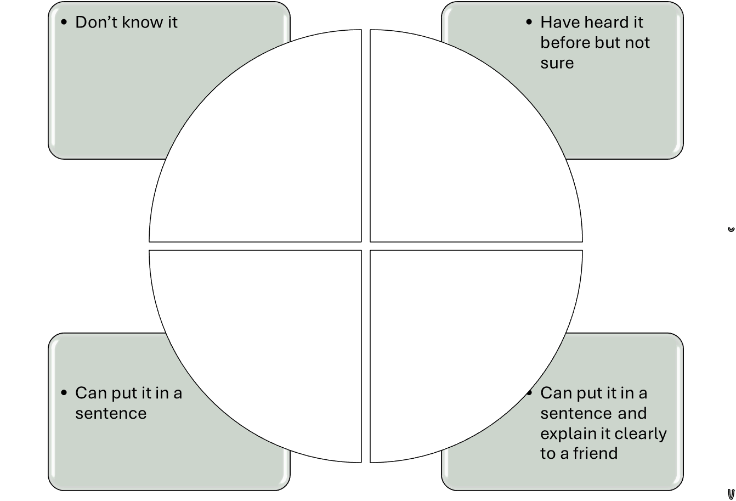 • Don’t know it
• Have heard it
before but not
sure
• Can put it in a
sentence
• Can put it in a
sentence and
explain it clearly
to a friend